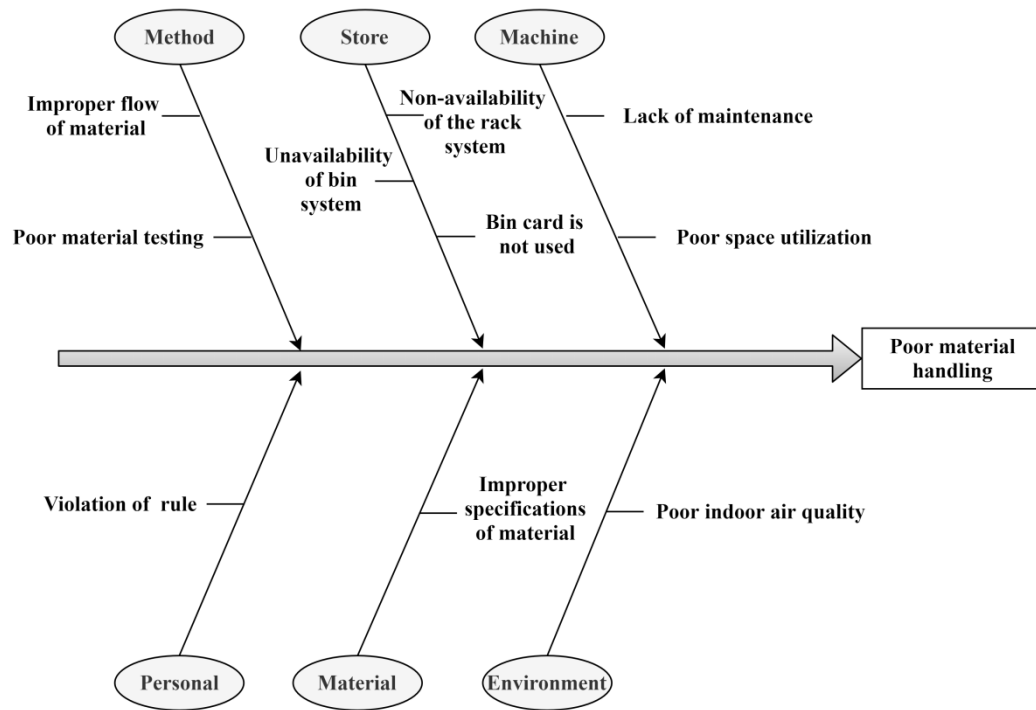 Method
Store
Machine
Improper flow
of material
Non-availability
of the rack
system
Lack of maintenance
Unavailability
of bin
system
Poor material testing
Bin card is
not used
Poor space utilization
Poor material
handling
Violation of  rule
Improper
specifications
of material
Poor indoor air quality
Personal
Material
Environment